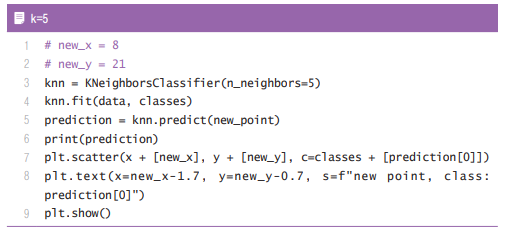 k=5
1 # new_x = 8
2 # new_y = 21
3 knn = KNeighborsClassifier(n_neighbors=5)
4 knn.fit(data, classes)
5 prediction = knn.predict(new_point)
6 print(prediction)
7 plt.scatter(x + [new_x], y + [new_y], c=classes + [prediction[0]])
8 plt.text(x=new_x-1.7, y=new_y-0.7, s=f"new point, class:
prediction[0]")
9 plt.show()